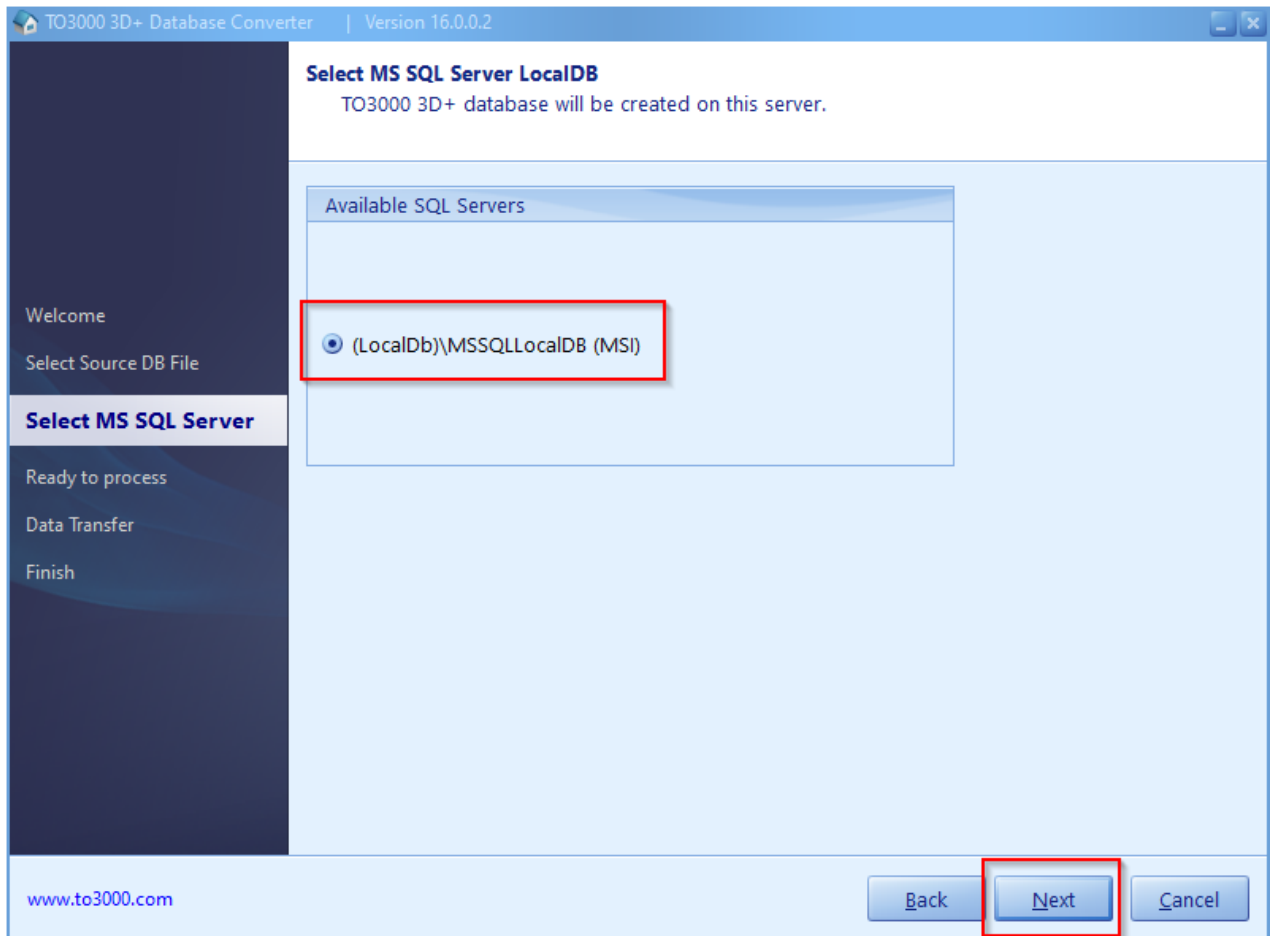 TO3000 3D+ Database Converter | Version 16.0.0.2
Select MS SQL Server LocalDB
TO3000 3D+ database will be created on this server.
Available SQL Servers
(LocalDb)\MSSQLLocalDB (MSI)
Welcome
Select Source DB File
Select MS SQL Server
Ready to process
Data Transfer
Finish
www.to3000.com
Back
Next
Cancel